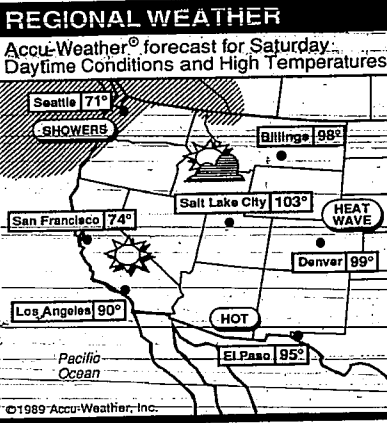 REGIONAL WEATHER
Accu-Weather® forecast for Saturday:
Daytime Conditions and High Temperatures
Seattle 71°
SHOWERS
Billings 98°
Salt Lake City 103°
HEAT
WAVE
San Francisco 74°
Denver 99°
Los Angeles 90°
HOT
El Paso 95°
Pacific
Ocean
©1989 Accu-Weather, Inc.